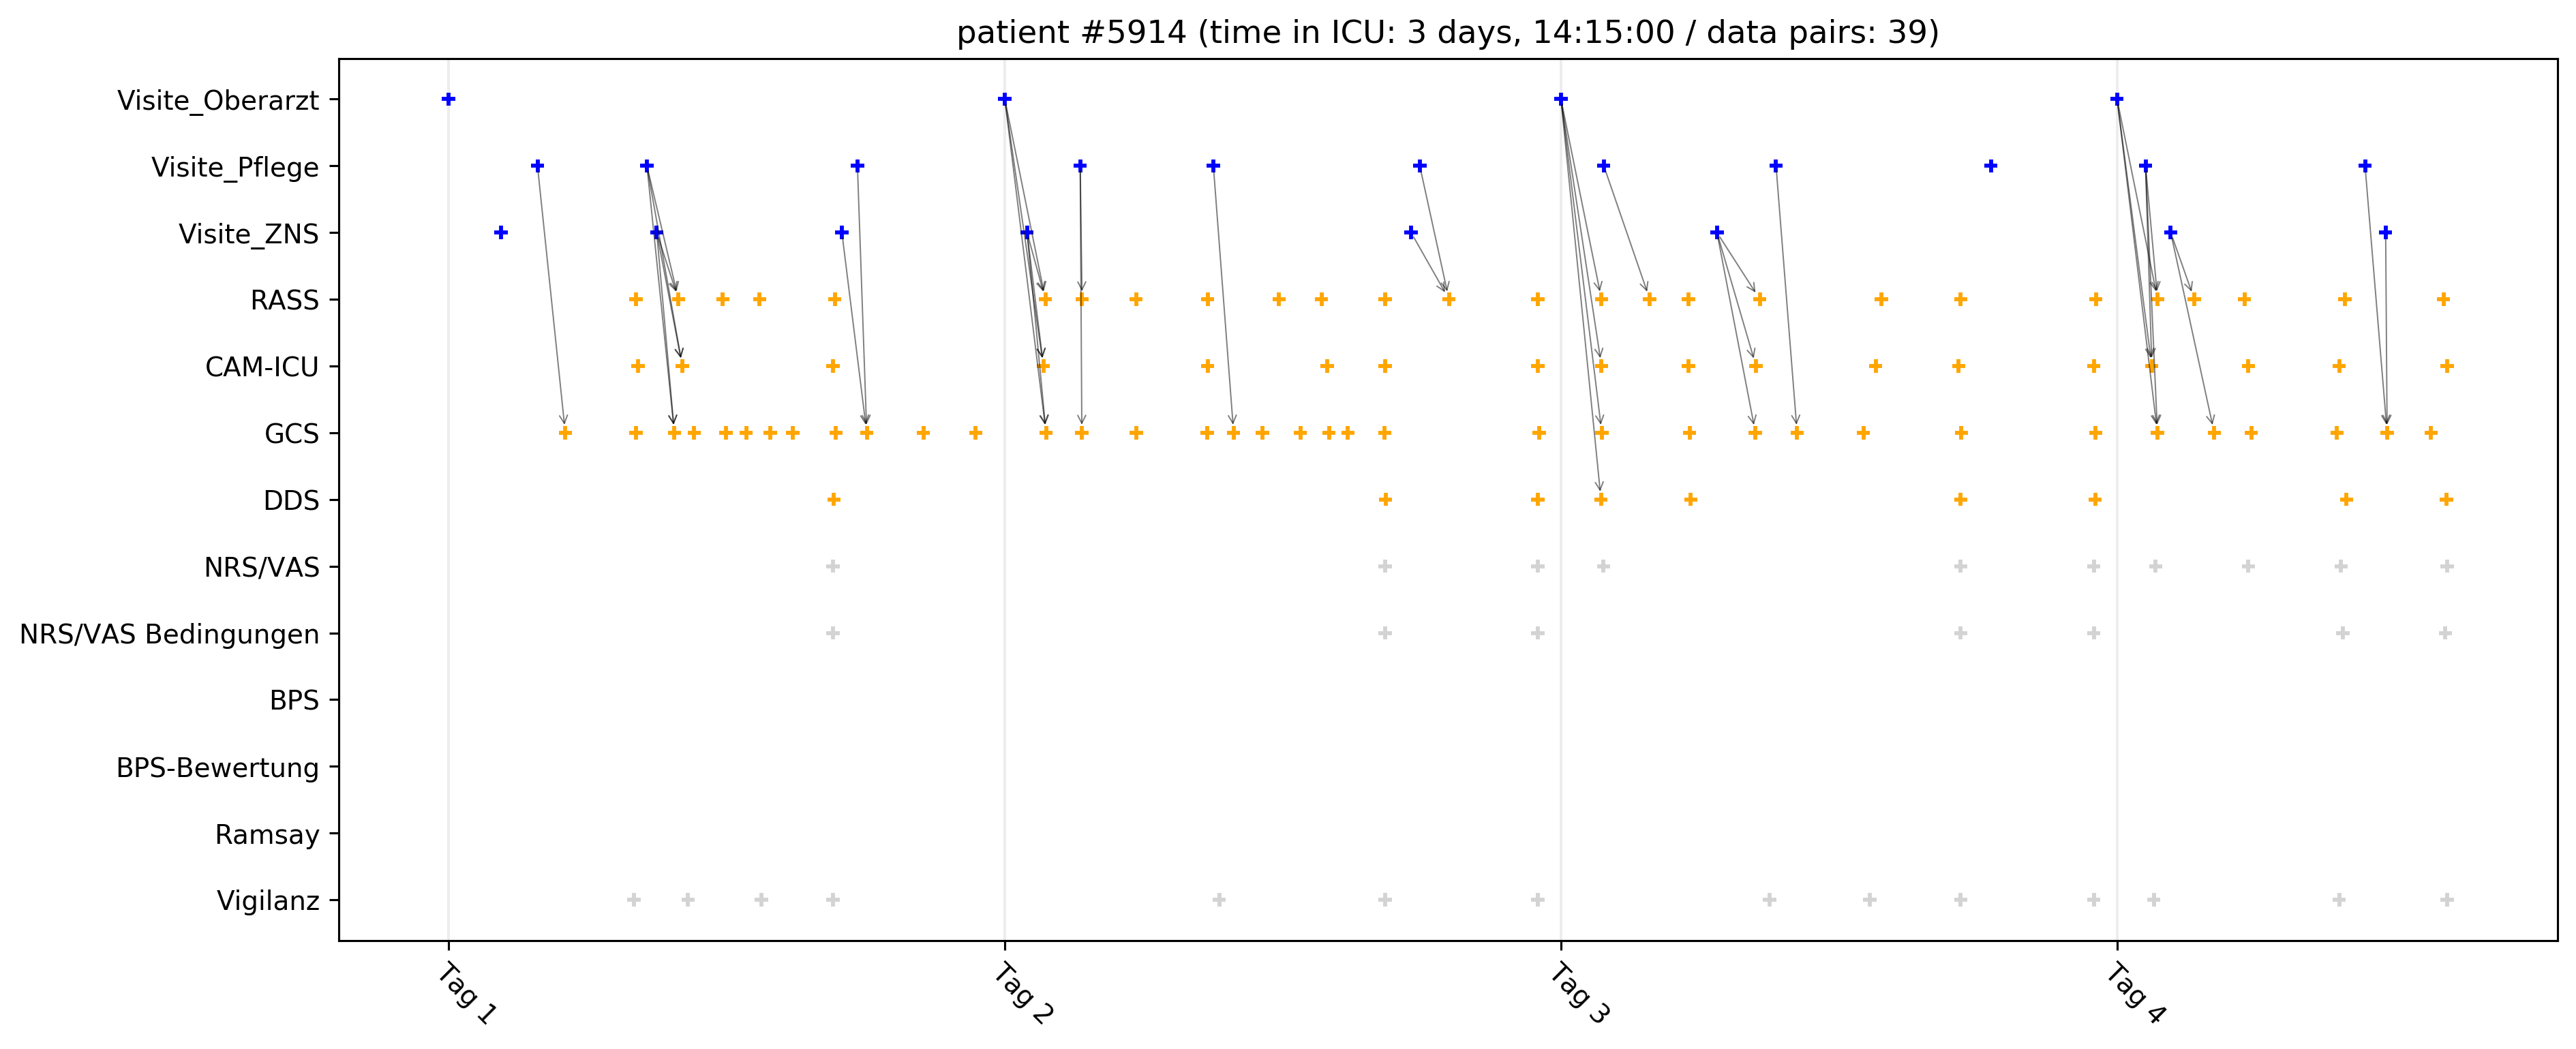 patient #5914 (time in ICU: 3 days, 14:15:00 / data pairs: 39)
Visite_Oberarzt
Visite_Pflege
Visite_ZNS
RASS
CAM-ICU
GCS
DDS
NRS/VAS
NRS/VAS Bedingungen
BPS
BPS-Bewertung
Ramsay
Vigilanz
Tag 1
Tag 2
Tag 3
Tag 4